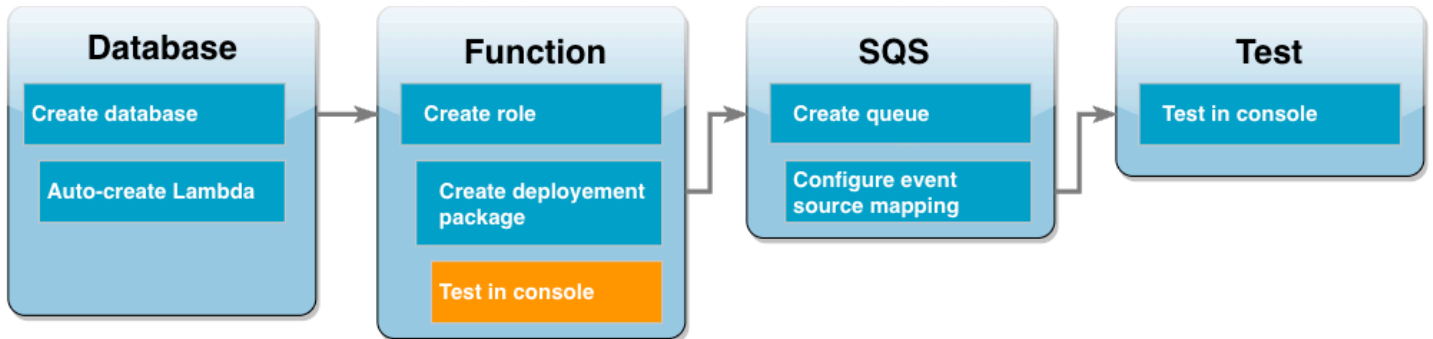 Database
Create database
Auto-create Lambda
Function
Create role
Create deployement
package
Test in console
SQS
Create queue
Configure event
source mapping
Test
Test in console